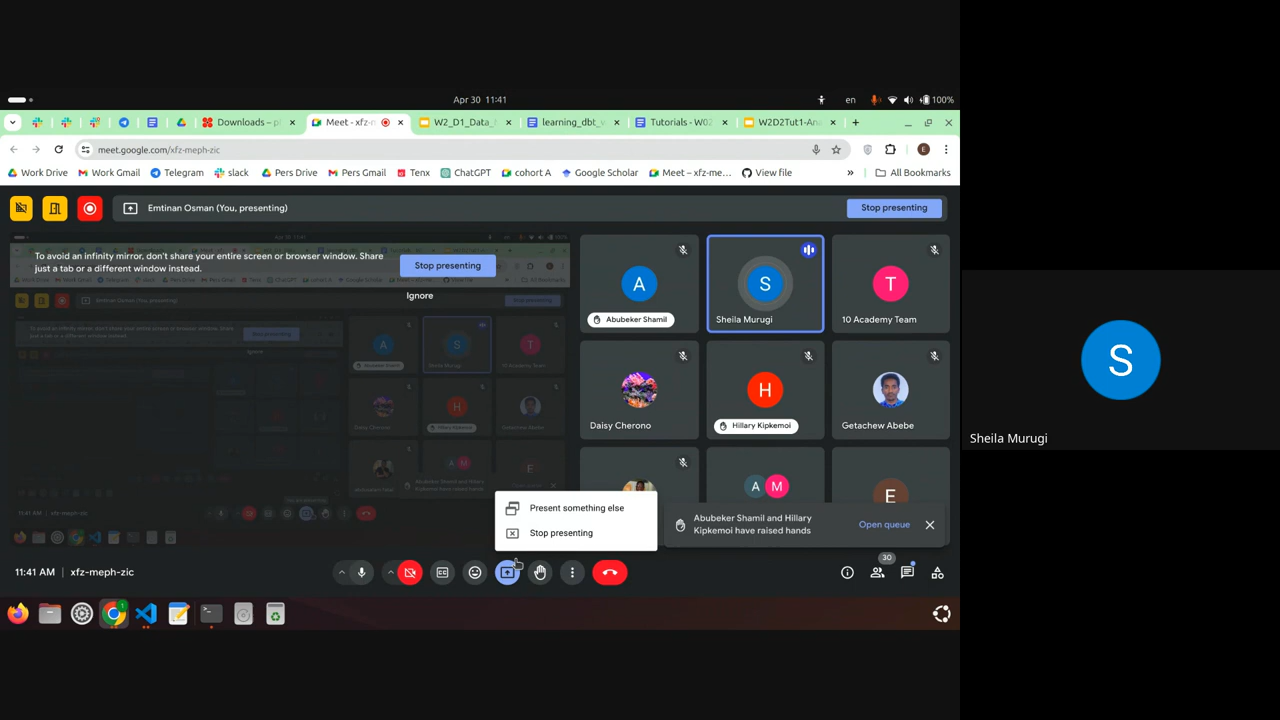 Apr 30 11:41
en
100%
Downloads – pl
Meet - xfz-m
W2_D1_Data_
learning_dbt_v
Tutorials - W02
W2D2Tut1-An
meet.google.com/xfz-meph-zic
E
Work Drive
Work Gmail
Telegram
slack
Pers Drive
Pers Gmail
Tenx
ChatGPT
cohort A
Google Scholar
Meet – xfz-me...
View file
»
All Bookmarks
Emtinan Osman (You, presenting)
Stop presenting
To avoid an infinity mirror, don't share your entire screen or browser window. Share
just a tab or a different window instead.
Stop presenting
Ignore
A
Abubeker Shamil
S
Sheila Murugi
T
10 Academy Team
Daisy Cherono
H
Hillary Kipkemoi
Getachew Abebe
A M
E
Present something else
Stop presenting
Abubeker Shamil and Hillary
Kipkemoi have raised hands
Open queue
11:41 AM | xfz-meph-zic
30
S
Sheila Murugi